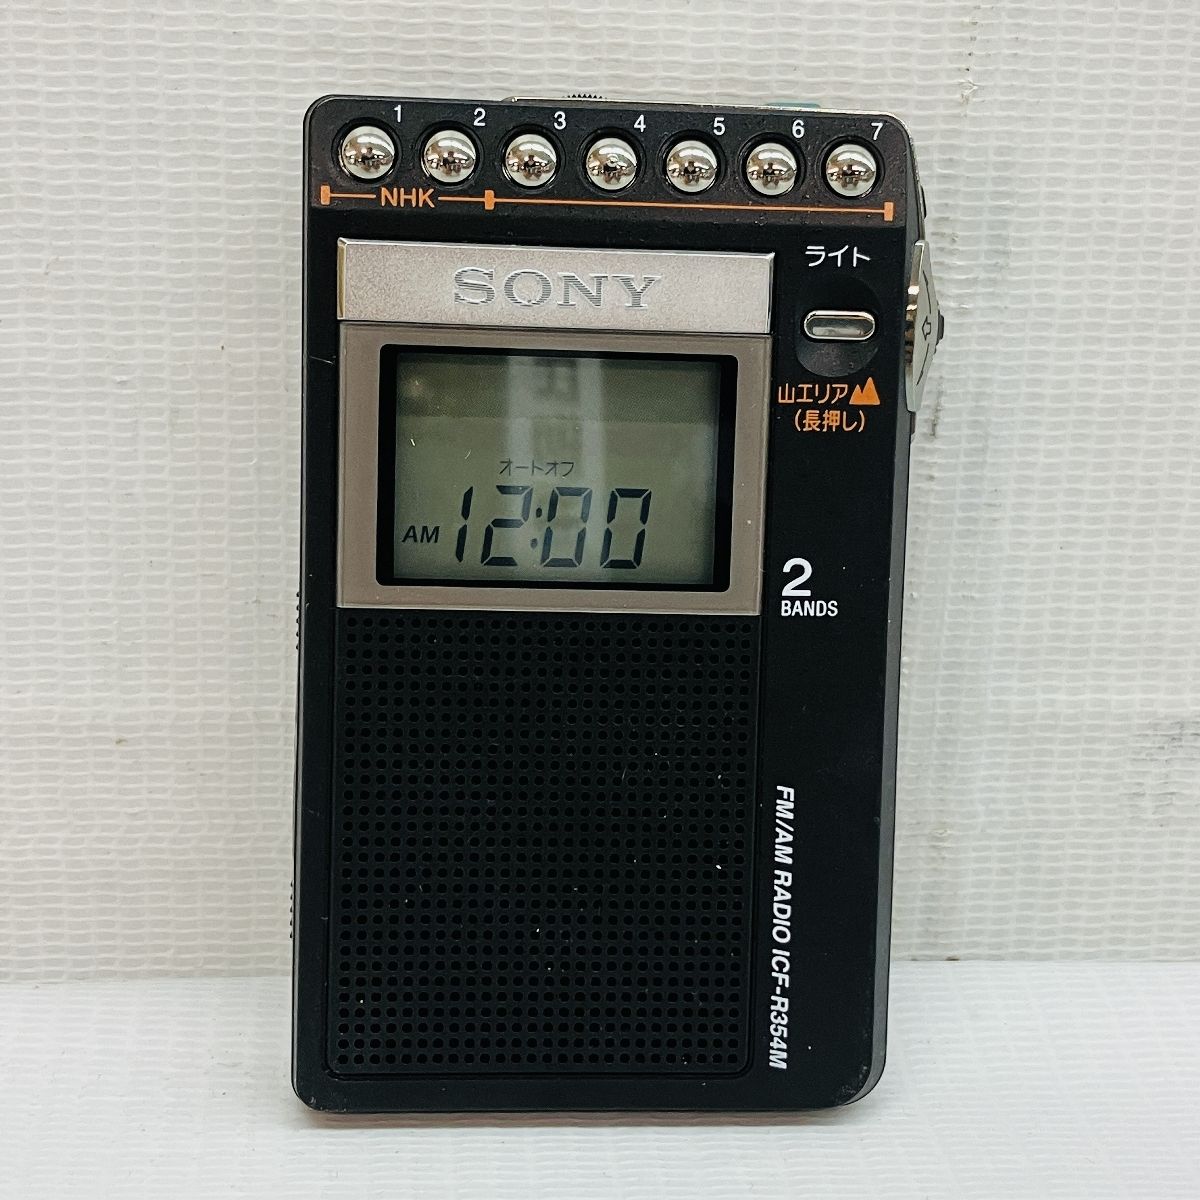 1 2 3 4 5 6 7
NHK
ライト
SONY
山エリア
(長押し)
オートオフ
AM 12:00
2
BANDS
FM/AM RADIO ICF-R354M